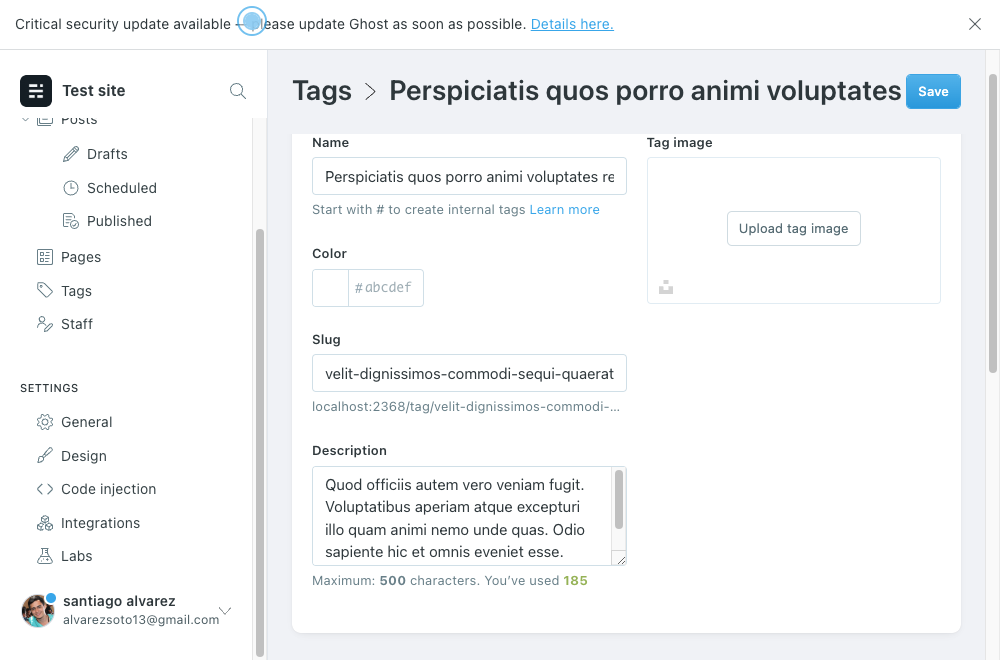 Critical security update available — please update Ghost as soon as possible. Details here.
Test site
Posts
Drafts
Scheduled
Published
Pages
Tags
Staff
SETTINGS
General
Design
Code injection
Integrations
Labs
santiago alvarez
alvarezsoto13@gmail.com
Tags > Perspiciatis quos porro animi voluptates
Save
Name
Perspiciatis quos porro animi voluptates re
Start with # to create internal tags Learn more
Color
# abcdef
Slug
velit-dignissimos-commodi-sequi-quaerat
localhost:2368/tag/velit-dignissimos-commodi-...
Description
Quod officiis autem vero veniam fugit.
Voluptatibus aperiam atque excepturi
illo quam animi nemo unde quas. Odio
sapiente hic et omnis eveniet esse.
Maximum: 500 characters. You've used 185
Tag image
Upload tag image